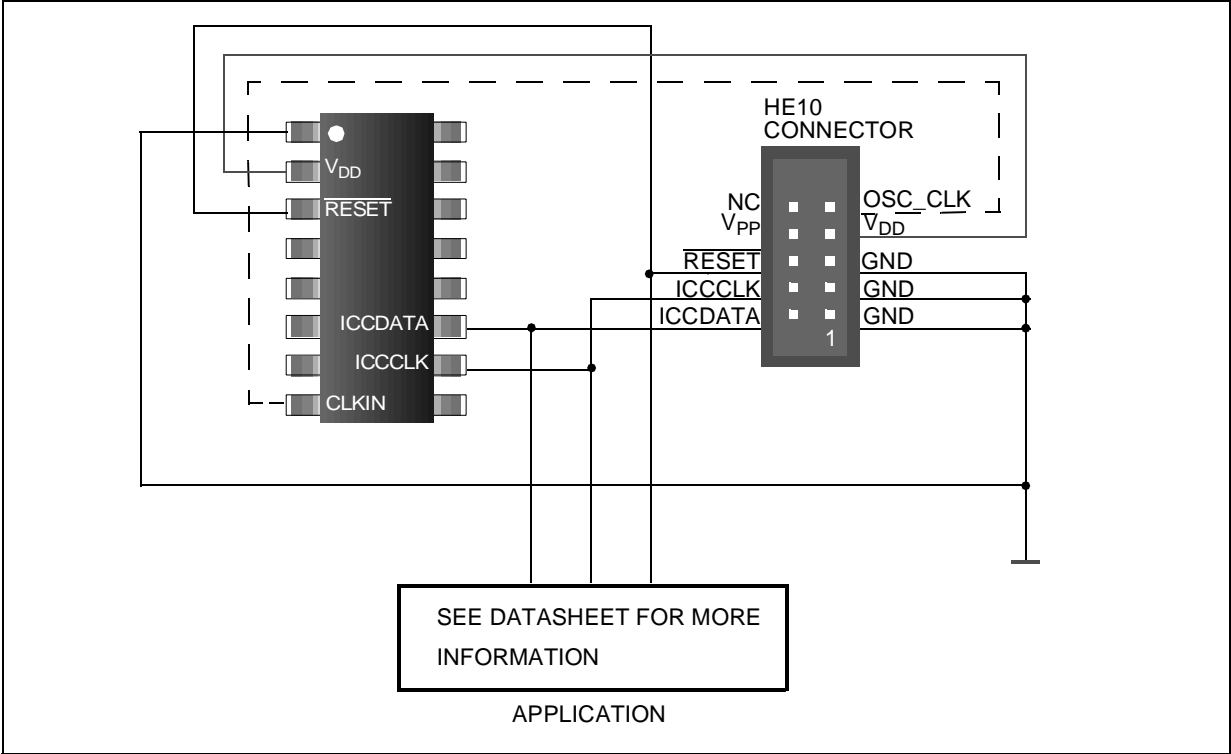 HE10
CONNECTOR
VDD
RESET
ICCDATA
ICCCLK
CLKIN
NC
OSC_CLK
VPP
VDD
RESET
GND
ICCCLK
GND
ICCDATA
GND
1
SEE DATASHEET FOR MORE
INFORMATION
APPLICATION